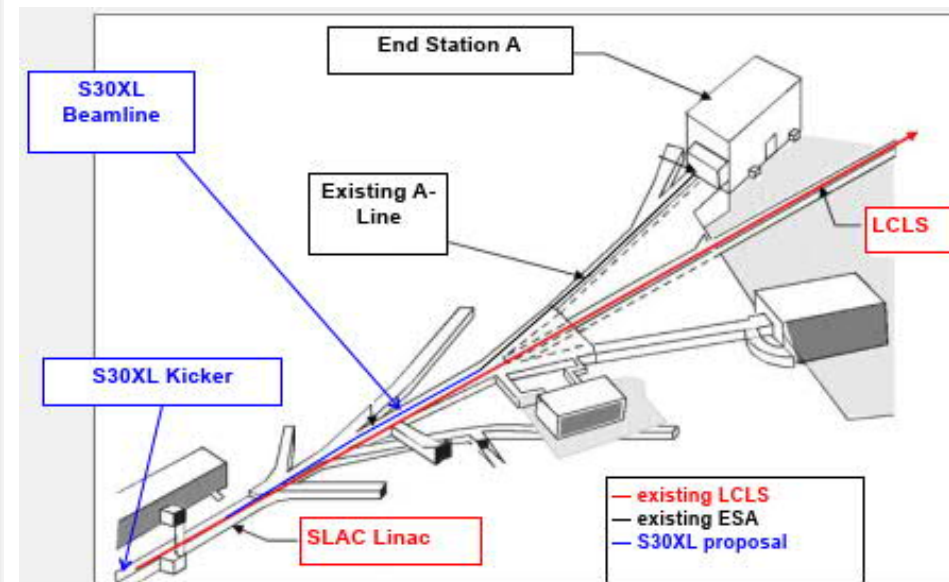 End Station A
S30XL
Beamline
Existing A-
Line
LCLS
S30XL Kicker
SLAC Linac
— existing LCLS
— existing ESA
— S30XL proposal